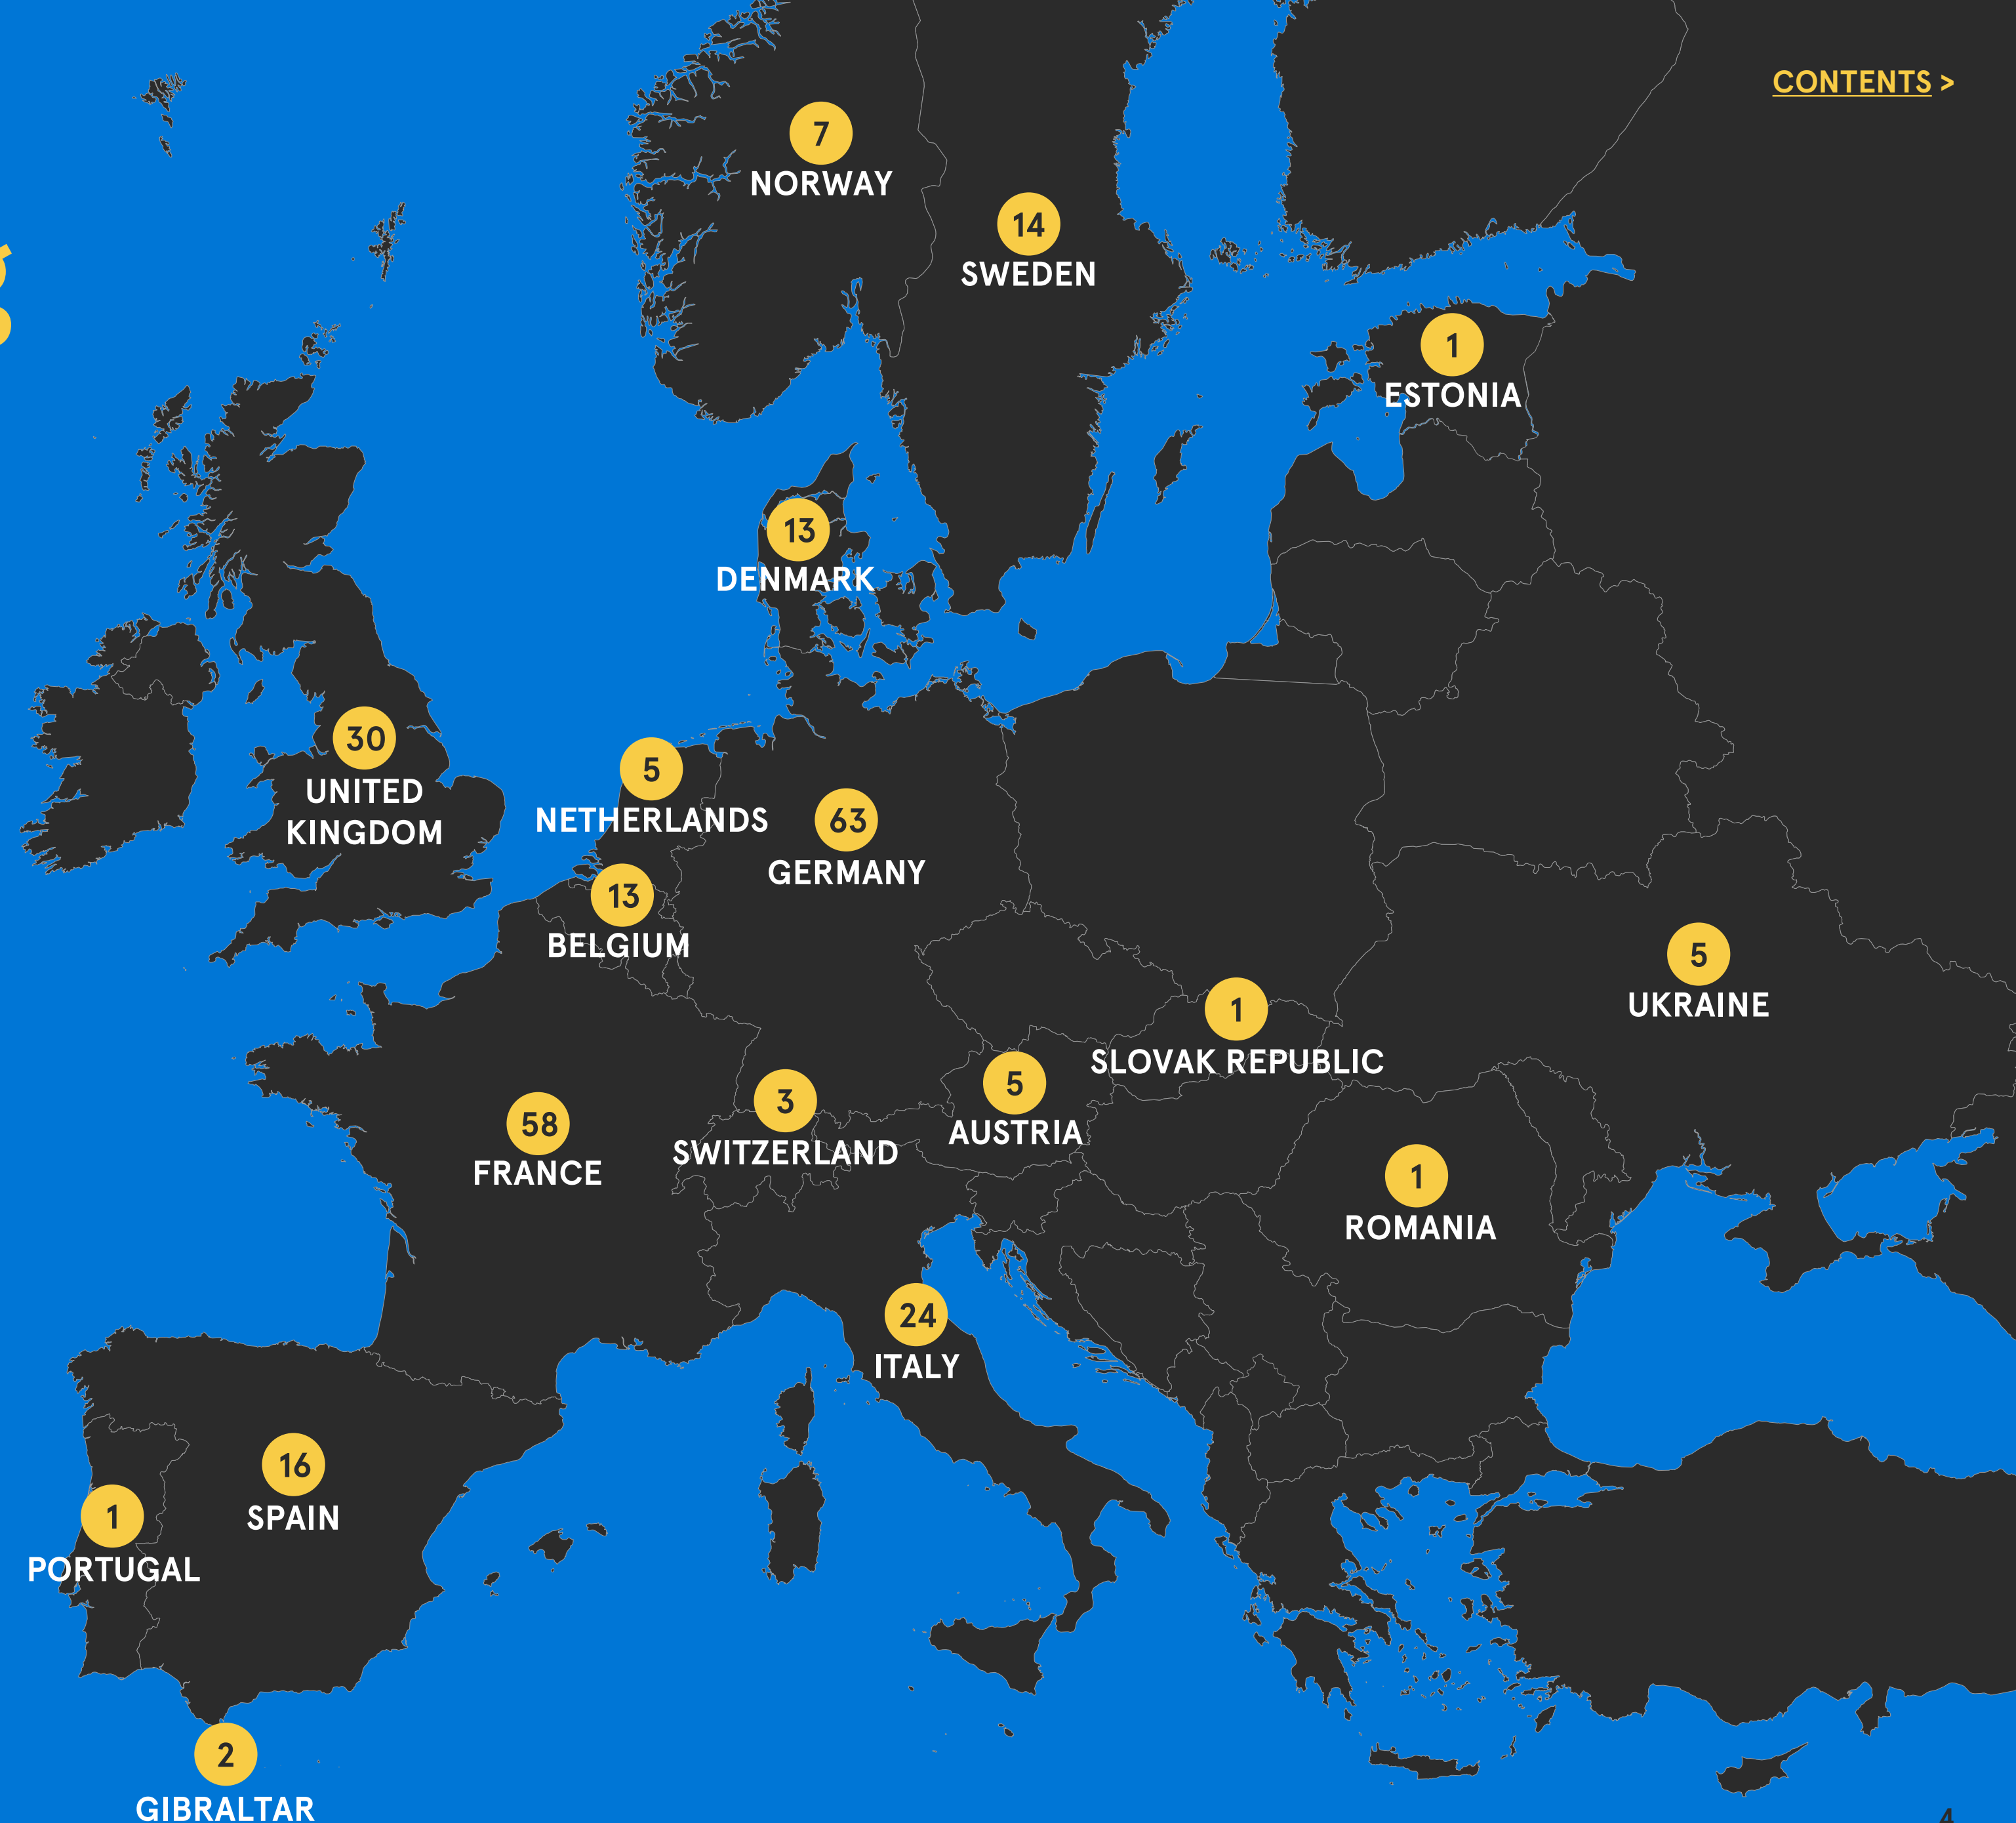 CONTENTS >
7
NORWAY
14
SWEDEN
1
ESTONIA
13
DENMARK
30
UNITED
KINGDOM
5
NETHERLANDS
63
GERMANY
13
BELGIUM
5
UKRAINE
1
SLOVAK REPUBLIC
5
AUSTRIA
3
SWITZERLAND
58
FRANCE
1
ROMANIA
24
ITALY
16
SPAIN
1
PORTUGAL
2
GIBRALTAR
4